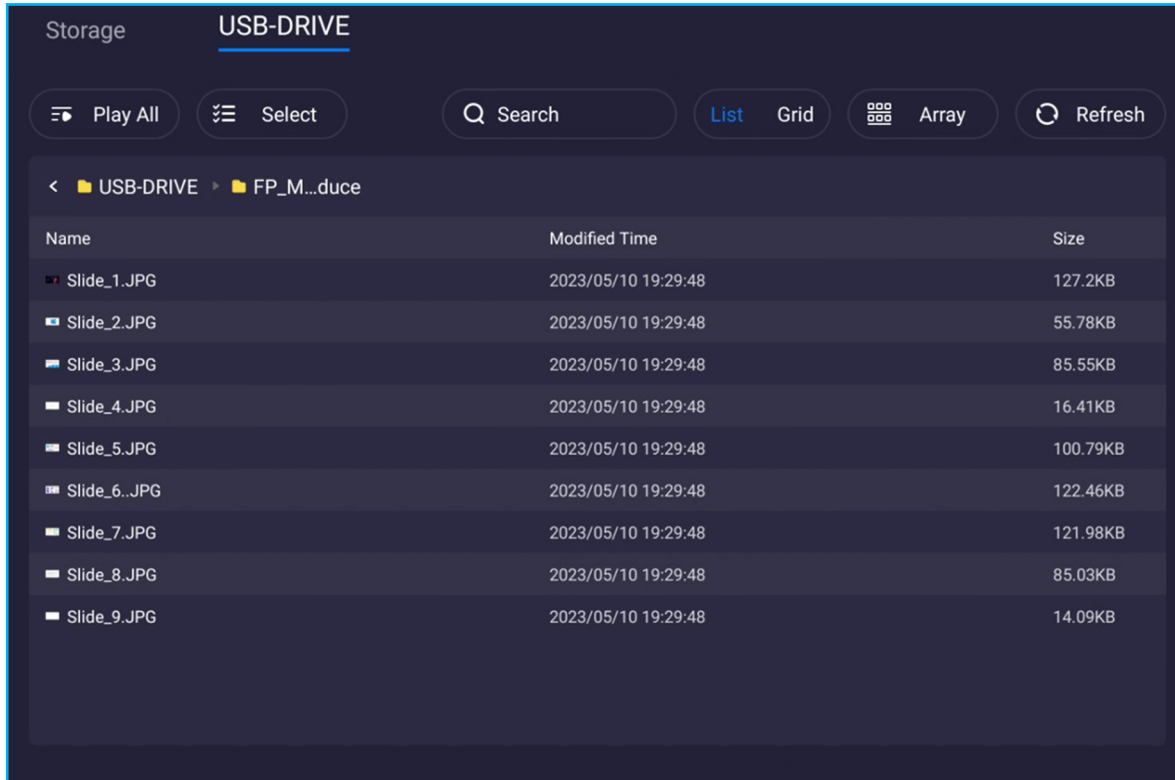 Storage USB-DRIVE
Play All Select Search List Grid Array Refresh
< USB-DRIVE FP_M...duce
Name Modified Time Size
Slide_1.JPG 2023/05/10 19:29:48 127.2KB
Slide_2.JPG 2023/05/10 19:29:48 55.78KB
Slide_3.JPG 2023/05/10 19:29:48 85.55KB
Slide_4.JPG 2023/05/10 19:29:48 16.41KB
Slide_5.JPG 2023/05/10 19:29:48 100.79KB
Slide_6..JPG 2023/05/10 19:29:48 122.46KB
Slide_7.JPG 2023/05/10 19:29:48 121.98KB
Slide_8.JPG 2023/05/10 19:29:48 85.03KB
Slide_9.JPG 2023/05/10 19:29:48 14.09KB